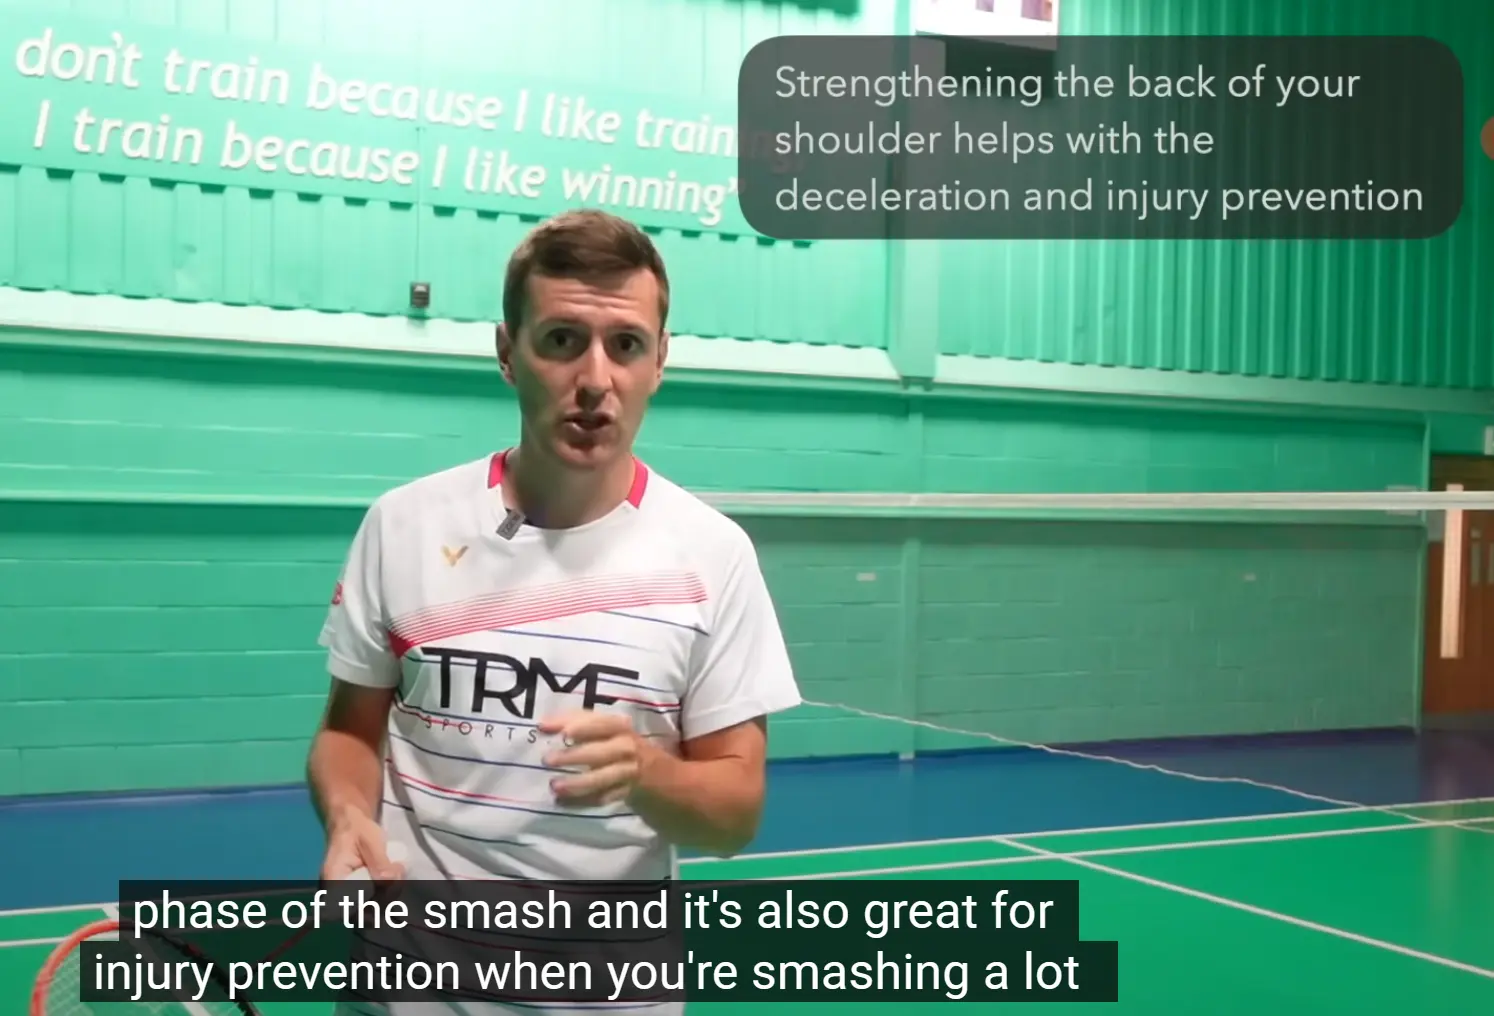 don't train because I like training,
I train because I like winning"
Strengthening the back of your
shoulder helps with the
deceleration and injury prevention
TRME
SPORTS.
phase of the smash and it's also great for
injury prevention when you're smashing a lot